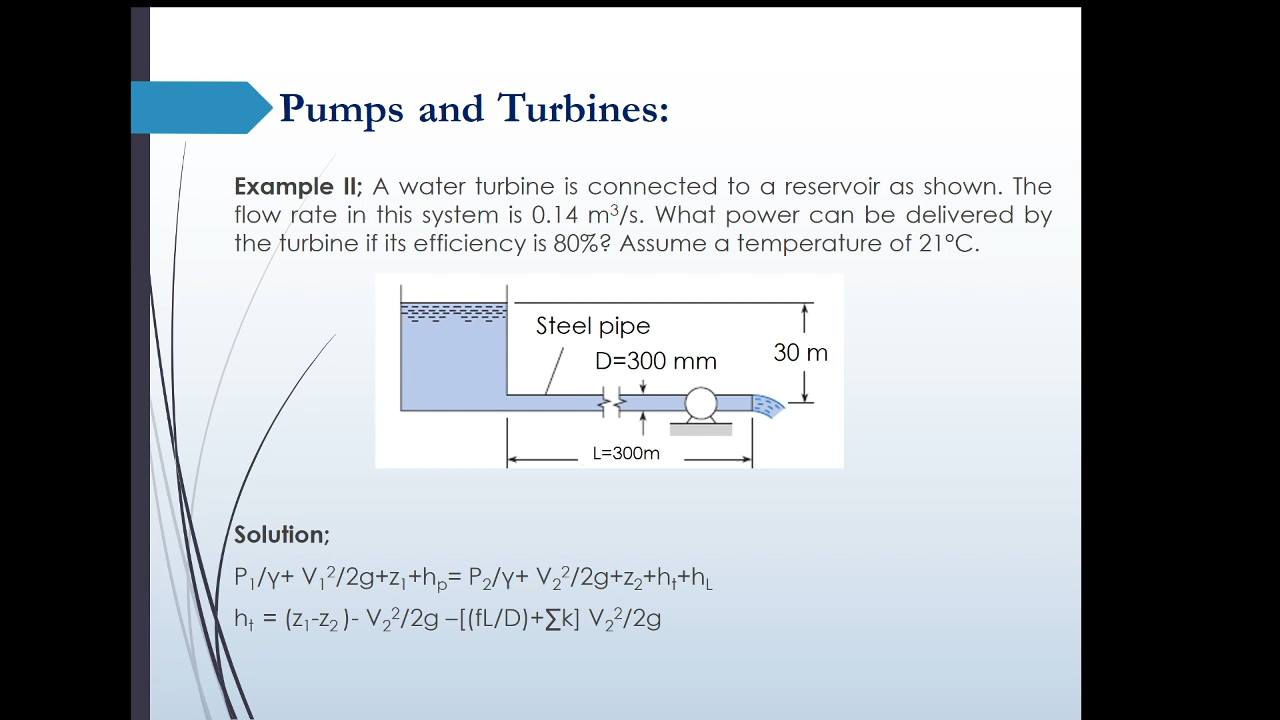 Pumps and Turbines:
Example II; A water turbine is connected to a reservoir as shown. The
flow rate in this system is 0.14 m³/s. What power can be delivered by
the turbine if its efficiency is 80%? Assume a temperature of 21°C.
Steel pipe
D=300 mm
30 m
L=300m
Solution;
P₁/γ+ V₁²/2g+z₁+hₚ= P₂/γ+ V₂²/2g+z₂+hₜ+h_L
hₜ = (z₁-z₂ )- V₂²/2g –[(fL/D)+∑k] V₂²/2g